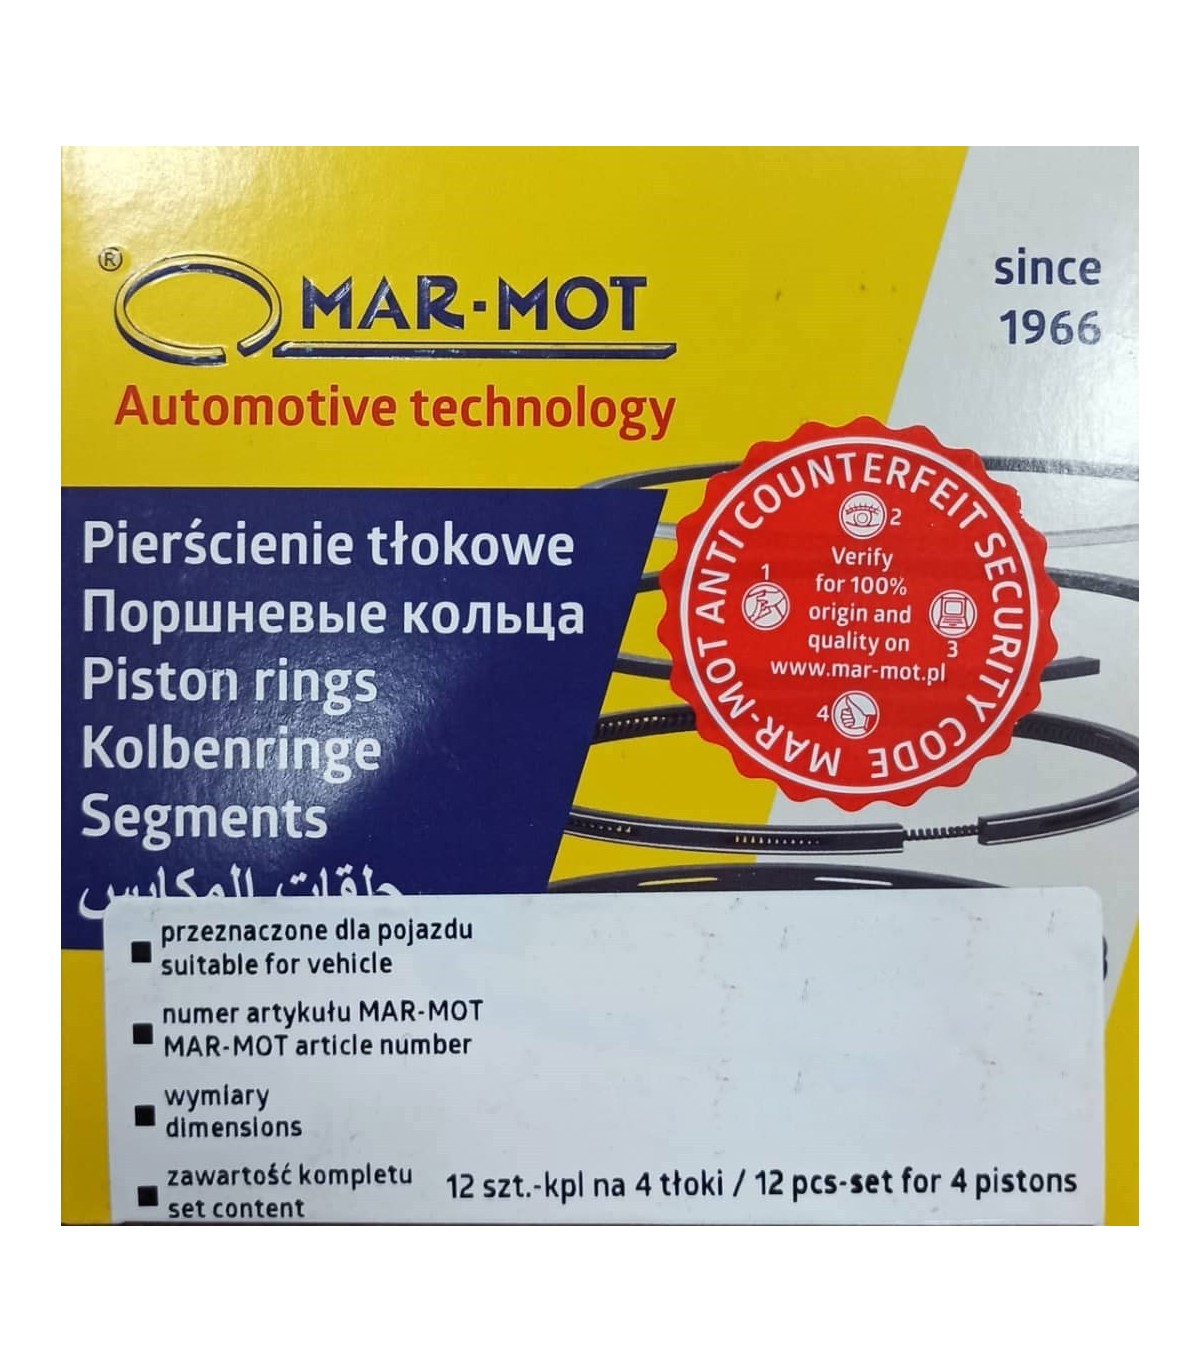 ®
MAR-MOT
since
1966
Automotive technology
Pierścienie tłokowe
Поршневые кольца
Piston rings
Kolbenringe
Segments
حلقات المكابس
MAR-MOT ANTI COUNTERFEIT SECURITY CODE
2
Verify
1
for 100%
origin and
quality on
3
www.mar-mot.pl
4
przeznaczone dla pojazdu
suitable for vehicle
numer artykułu MAR-MOT
MAR-MOT article number
wymiary
dimensions
zawartość kompletu
set content
12 szt.-kpl na 4 tłoki / 12 pcs-set for 4 pistons